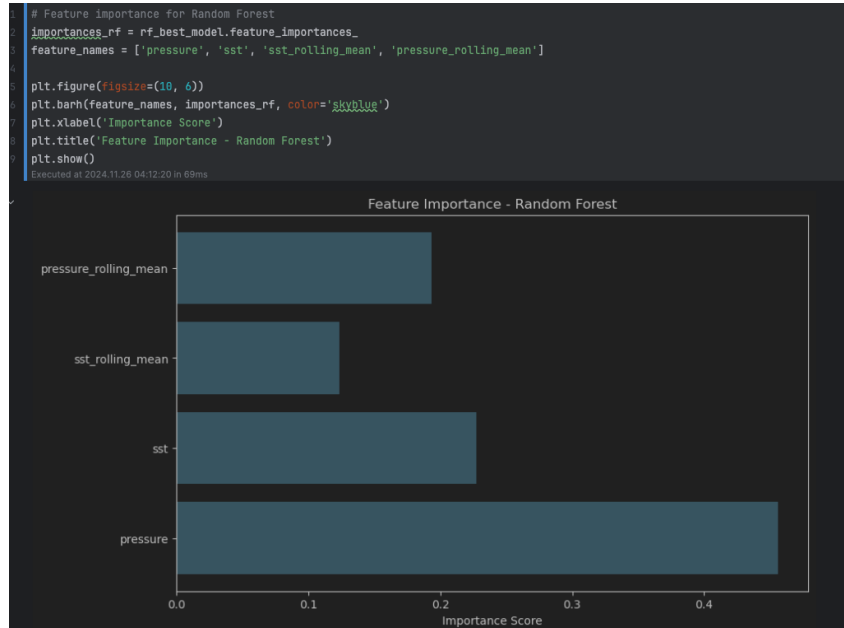 1 # Feature importance for Random Forest
2 importances_rf = rf_best_model.feature_importances_
3 feature_names = ['pressure', 'sst', 'sst_rolling_mean', 'pressure_rolling_mean']
4
5 plt.figure(figsize=(10, 6))
6 plt.barh(feature_names, importances_rf, color='skyblue')
7 plt.xlabel('Importance Score')
8 plt.title('Feature Importance - Random Forest')
9 plt.show()
Executed at 2024.11.26 04:12:20 in 69ms
Feature Importance - Random Forest
pressure_rolling_mean
sst_rolling_mean
sst
pressure
0.0 0.1 0.2 0.3 0.4
Importance Score